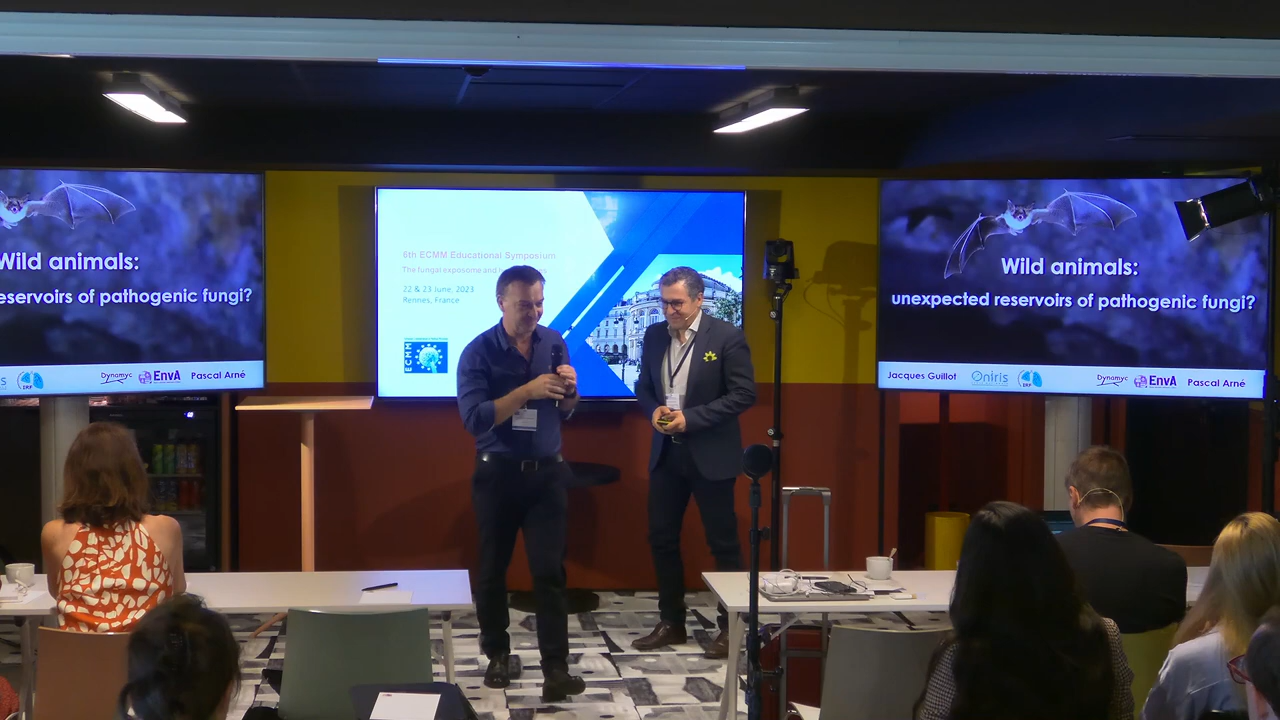 Wild animals:
reservoirs of pathogenic fungi?
Dynamyc EnvA Pascal Arné
6th ECMM Educational Symposium
The fungal exposome and
22 & 23 June, 2023
Rennes, France
ECMM
Wild animals:
unexpected reservoirs of pathogenic fungi?
Jacques Guillot Oniris Dynamyc EnvA Pascal Arné